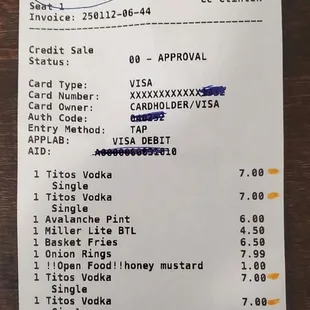 Seat 1
Invoice: 250112-06-44
Credit Sale
Status: 00 - APPROVAL
Card Type: VISA
Card Number: XXXXXXXXXXXX
Card Owner: CARDHOLDER/VISA
Auth Code:
Entry Method: TAP
APPLAB: VISA DEBIT
AID:
1 Titos Vodka 7.00
Single
1 Titos Vodka 7.00
Single
1 Avalanche Pint 6.00
1 Miller Lite BTL 4.50
1 Basket Fries 6.50
1 Onion Rings 7.99
1 !!Open Food!!honey mustard 1.00
1 Titos Vodka 7.00
Single
1 Titos Vodka 7.00
Single